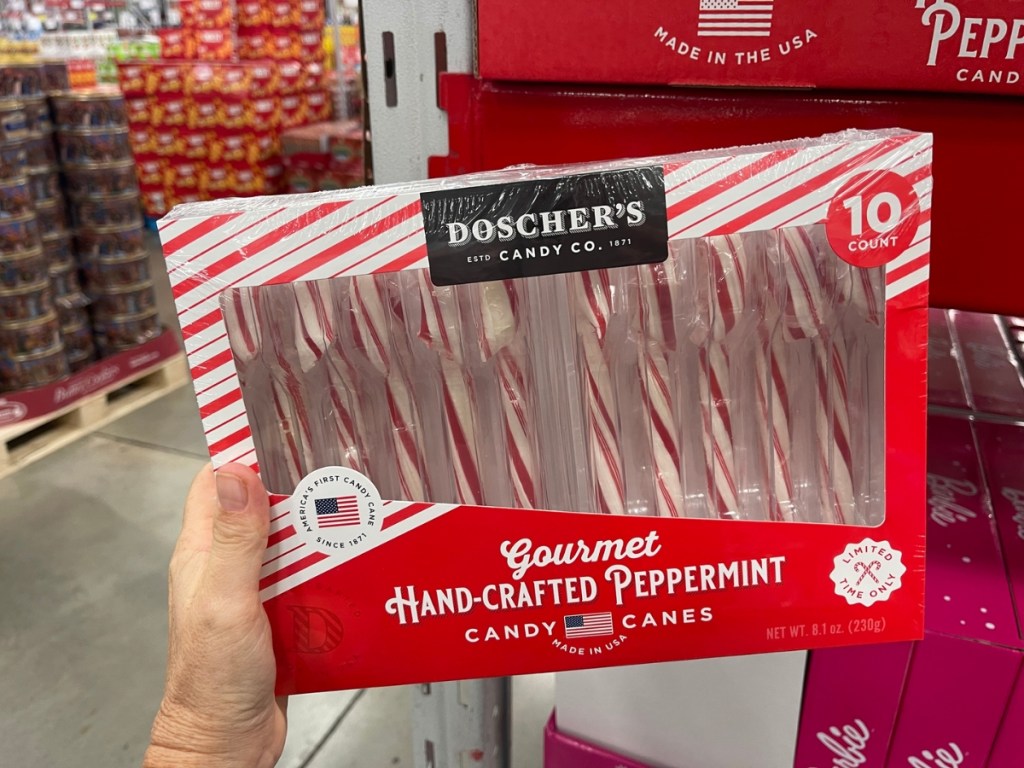 MADE IN THE USA
PEPP
CAND
DOSCHER'S
ESTD CANDY CO. 1871
10
COUNT
AMERICA'S FIRST CANDY CANE
SINCE 1871
Gourmet
HAND-CRAFTED PEPPERMINT
CANDY CANES
MADE IN USA
LIMITED
TIME ONLY
D
NET WT. 8.1 oz. (230g)
Barbie